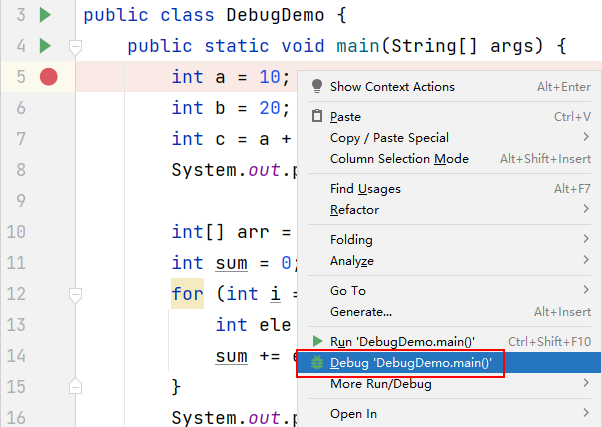 3 public class DebugDemo {
4 public static void main(String[] args) {
5 int a = 10;
6 int b = 20;
7 int c = a +
8 System.out.p
9
10 int[] arr =
11 int sum = 0;
12 for (int i =
13 int ele
14 sum += e
15 }
16 System.out.p
Show Context Actions Alt+Enter
Paste Ctrl+V
Copy / Paste Special
Column Selection Mode Alt+Shift+Insert
Find Usages Alt+F7
Refactor
Folding
Analyze
Go To
Generate... Alt+Insert
Run 'DebugDemo.main()' Ctrl+Shift+F10
Debug 'DebugDemo.main()'
More Run/Debug
Open In